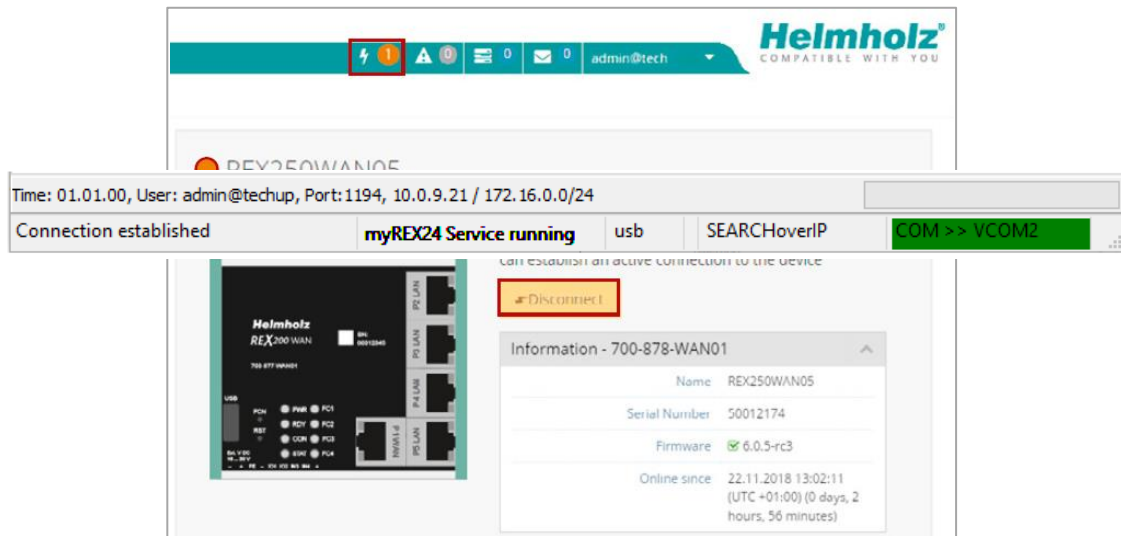 Helmholz®
COMPATIBLE WITH YOU
1 0 0 0 admin@tech
REX250WAN05
Time: 01.01.00, User: admin@techup, Port:1194, 10.0.9.21 / 172.16.0.0/24
Connection established myREX24 Service running usb SEARCHoverIP COM >> VCOM2
can establish an active connection to the device
Disconnect
Information - 700-878-WAN01
Name REX250WAN05
Serial Number 50012174
Firmware 6.0.5-rc3
Online since 22.11.2018 13:02:11
(UTC +01:00) (0 days, 2
hours, 56 minutes)
Helmholz
REX200 WAN
SN:
00012345
700-877-WAN01
P2 LAN
P3 LAN
P4 LAN
P5 LAN
P1 WAN
USB
FCN PWR FC1
RST RDY FC2
CON FC3
STAT FC4